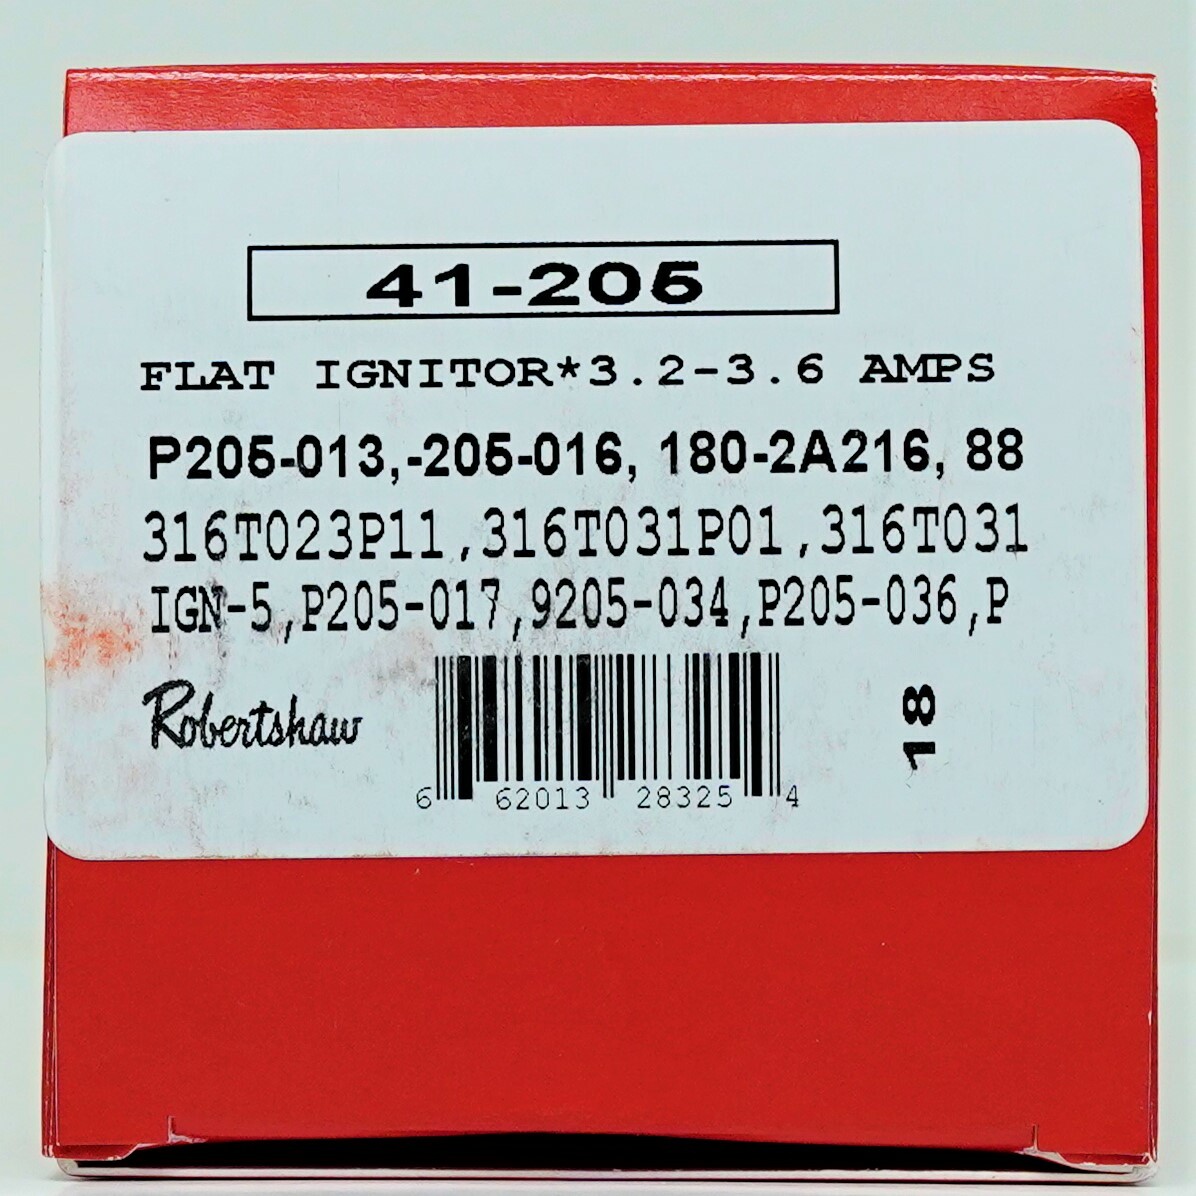 41-205
FLAT IGNITOR*3.2-3.6 AMPS
P205-013,-205-016, 180-2A216, 88
316T023P11,316T031P01,316T031
IGN-5,P205-017,9205-034,P205-036,P
Robertshaw
18
6 62013 28325 4